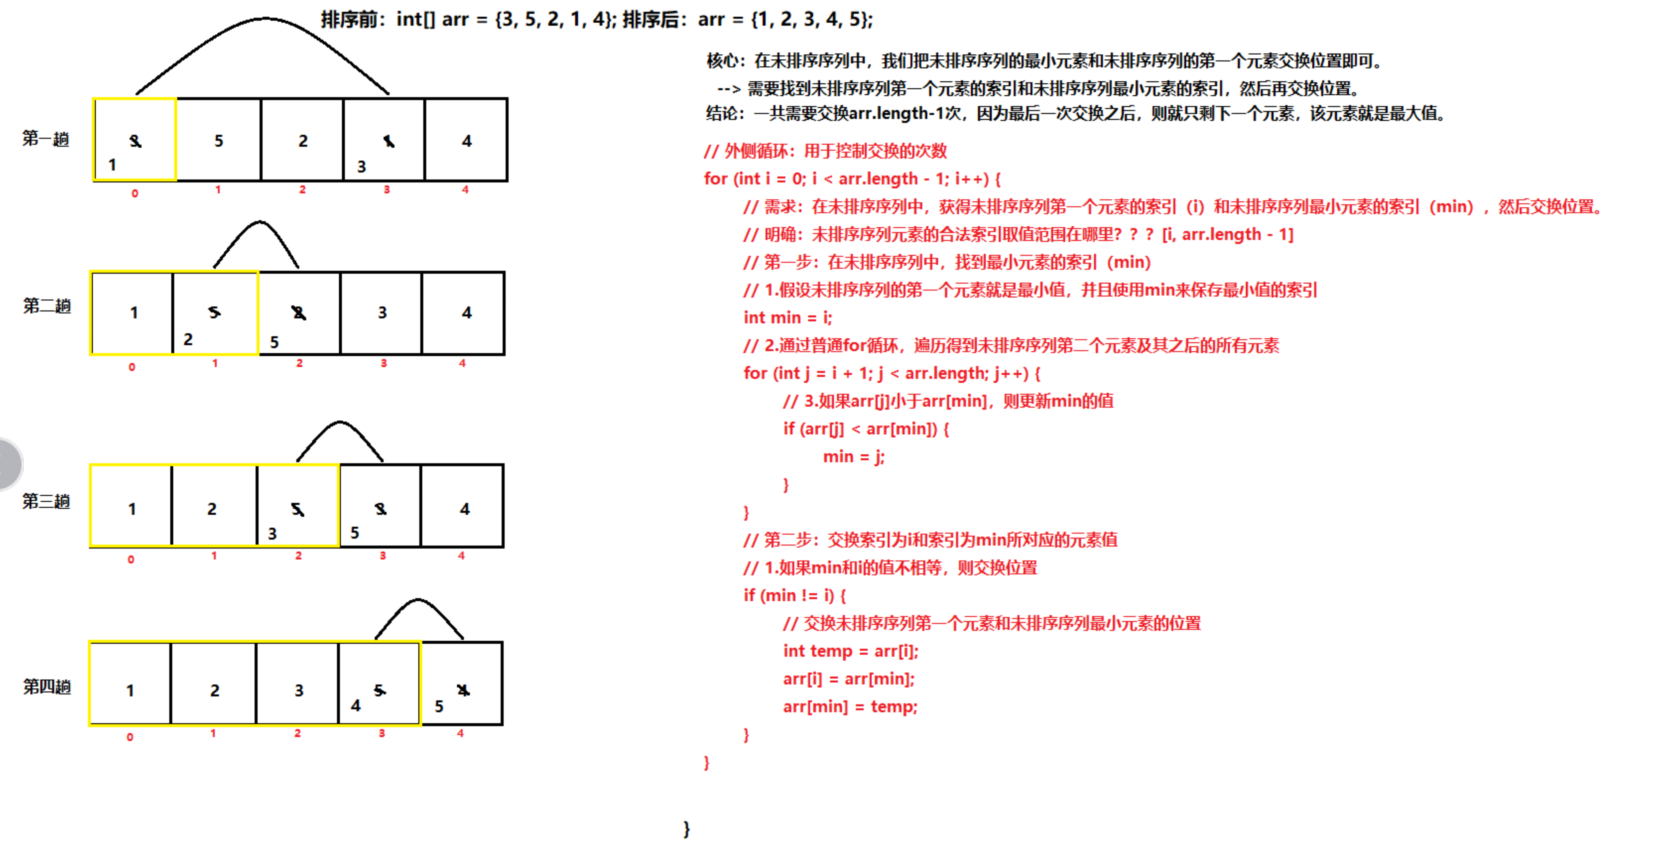 排序前：int[] arr = {3, 5, 2, 1, 4}; 排序后：arr = {1, 2, 3, 4, 5};
核心：在未排序序列中，我们把未排序序列的最小元素和未排序序列的第一个元素交换位置即可。
--> 需要找到未排序序列第一个元素的索引和未排序序列最小元素的索引，然后再交换位置。
结论：一共需要交换arr.length-1次，因为最后一次交换之后，则就只剩下一个元素，该元素就是最大值。
第一趟
3 5 2 1 4
1 3
0 1 2 3 4
第二趟
1 5 2 3 4
2 5
0 1 2 3 4
第三趟
1 2 5 3 4
3 5
0 1 2 3 4
第四趟
1 2 3 5 4
4 5
0 1 2 3 4
// 外侧循环：用于控制交换的次数
for (int i = 0; i < arr.length - 1; i++) {
// 需求：在未排序序列中，获得未排序序列第一个元素的索引（i）和未排序序列最小元素的索引（min），然后交换位置。
// 明确：未排序序列元素的合法索引取值范围在哪里？？？[i, arr.length - 1]
// 第一步：在未排序序列中，找到最小元素的索引（min）
// 1.假设未排序序列的第一个元素就是最小值，并且使用min来保存最小值的索引
int min = i;
// 2.通过普通for循环，遍历得到未排序序列第二个元素及其之后的所有元素
for (int j = i + 1; j < arr.length; j++) {
// 3.如果arr[j]小于arr[min]，则更新min的值
if (arr[j] < arr[min]) {
min = j;
}
}
// 第二步：交换索引为i和索引为min所对应的元素值
// 1.如果min和i的值不相等，则交换位置
if (min != i) {
// 交换未排序序列第一个元素和未排序序列最小元素的位置
int temp = arr[i];
arr[i] = arr[min];
arr[min] = temp;
}
}
}